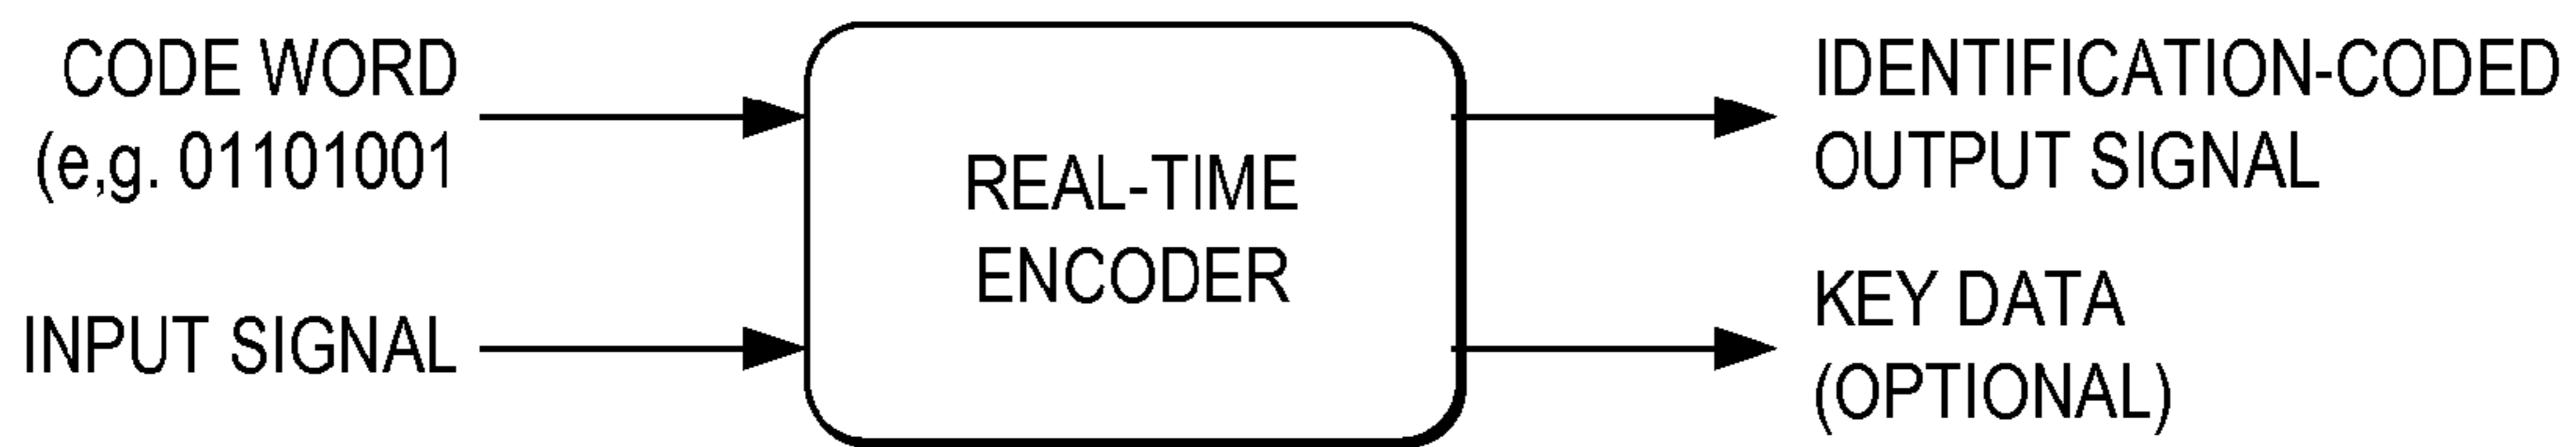 CODE WORD
(e,g. 01101001
INPUT SIGNAL
REAL-TIME
ENCODER
IDENTIFICATION-CODED
OUTPUT SIGNAL
KEY DATA
(OPTIONAL)